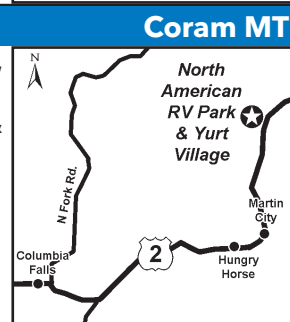 Coram MT
N
North
American
RV Park
& Yurt
Village
N Fork Rd.
Martin
City
2
Columbia
Falls
Hungry
Horse